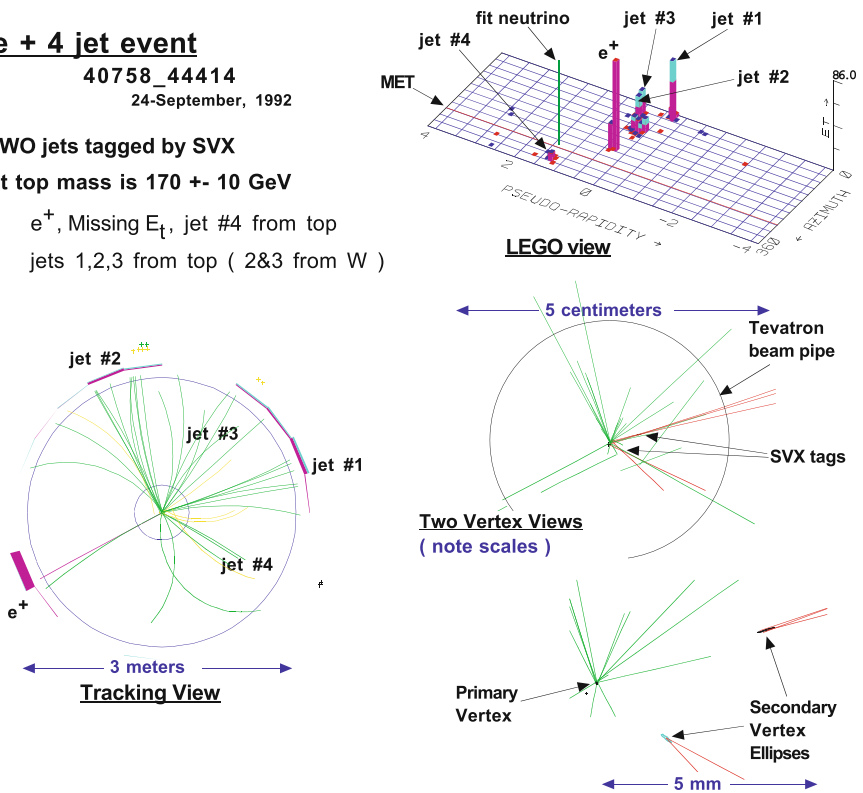 e + 4 jet event
40758_44414
24-September, 1992
WO jets tagged by SVX
t top mass is 170 +- 10 GeV
e+, Missing Et, jet #4 from top
jets 1,2,3 from top ( 2&3 from W )
fit neutrino
jet #3
jet #1
jet #4
e+
jet #2
MET
86.0
ET →
4
2
0
-2
-4
0
360
PSEUDO-RAPIDITY →
← AZIMUTH
LEGO view
jet #2
jet #3
jet #1
jet #4
e+
#
3 meters
Tracking View
5 centimeters
Tevatron
beam pipe
SVX tags
Two Vertex Views
( note scales )
Primary
Vertex
Secondary
Vertex
Ellipses
5 mm